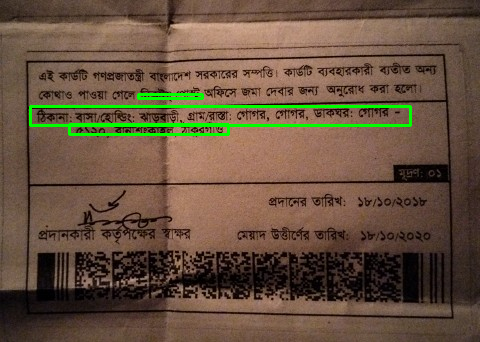 এই কার্ডটি গণপ্রজাতন্ত্রী বাংলাদেশ সরকারের সম্পত্তি। কার্ডটি ব্যবহারকারী ব্যতীত অন্য
কোথাও পাওয়া গেলে পোস্ট অফিসে জমা দেবার জন্য অনুরোধ করা হলো।
ঠিকানা: বাসা/হোল্ডিং: ঝাড়বাড়ী, গ্রাম/রাস্তা: গোগর, গোগর, ডাকঘর: গোগর -
৫১২০, রানীশংকৈল, ঠাকুরগাঁও
মুদ্রণ: ০১
প্রদানের তারিখ: ১৮/১০/২০১৮
প্রদানকারী কর্তৃপক্ষের স্বাক্ষর
মেয়াদ উত্তীর্ণের তারিখ: ১৮/১০/২০২০